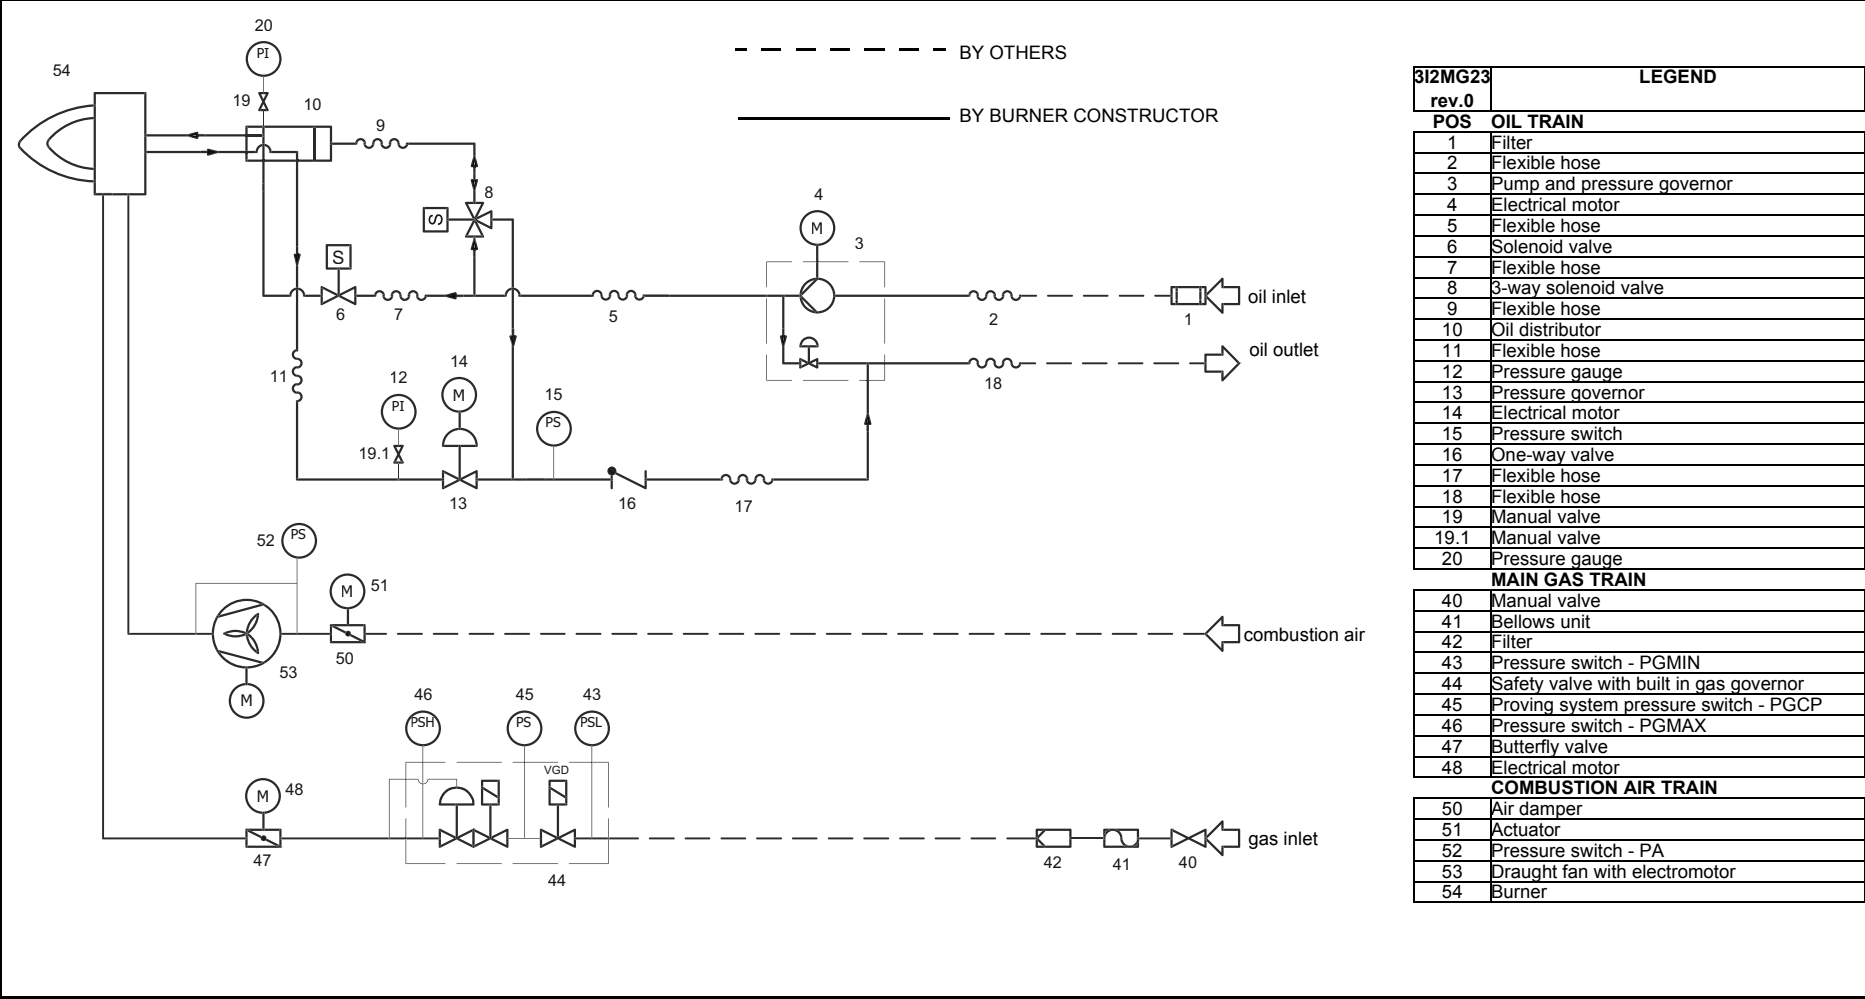 20
PI
54
19
10
9
8
S
S
6
7
5
4
M
3
2
1
oil inlet
oil outlet
18
11
12
PI
14
M
15
PS
19.1
13
16
17
BY OTHERS
BY BURNER CONSTRUCTOR
52
PS
M
51
50
53
M
combustion air
46
45
43
PSH
PS
PSL
VGD
M
48
47
44
42
41
40
gas inlet
3I2MG23 LEGEND
rev.0
POS OIL TRAIN
1 Filter
2 Flexible hose
3 Pump and pressure governor
4 Electrical motor
5 Flexible hose
6 Solenoid valve
7 Flexible hose
8 3-way solenoid valve
9 Flexible hose
10 Oil distributor
11 Flexible hose
12 Pressure gauge
13 Pressure governor
14 Electrical motor
15 Pressure switch
16 One-way valve
17 Flexible hose
18 Flexible hose
19 Manual valve
19.1 Manual valve
20 Pressure gauge
MAIN GAS TRAIN
40 Manual valve
41 Bellows unit
42 Filter
43 Pressure switch - PGMIN
44 Safety valve with built in gas governor
45 Proving system pressure switch - PGCP
46 Pressure switch - PGMAX
47 Butterfly valve
48 Electrical motor
COMBUSTION AIR TRAIN
50 Air damper
51 Actuator
52 Pressure switch - PA
53 Draught fan with electromotor
54 Burner